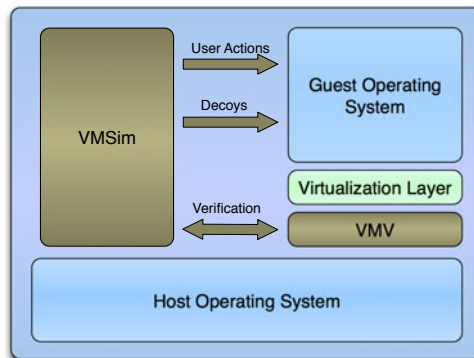 User Actions
Guest Operating
System
Decoys
VMSim
Virtualization Layer
Verification
VMV
Host Operating System